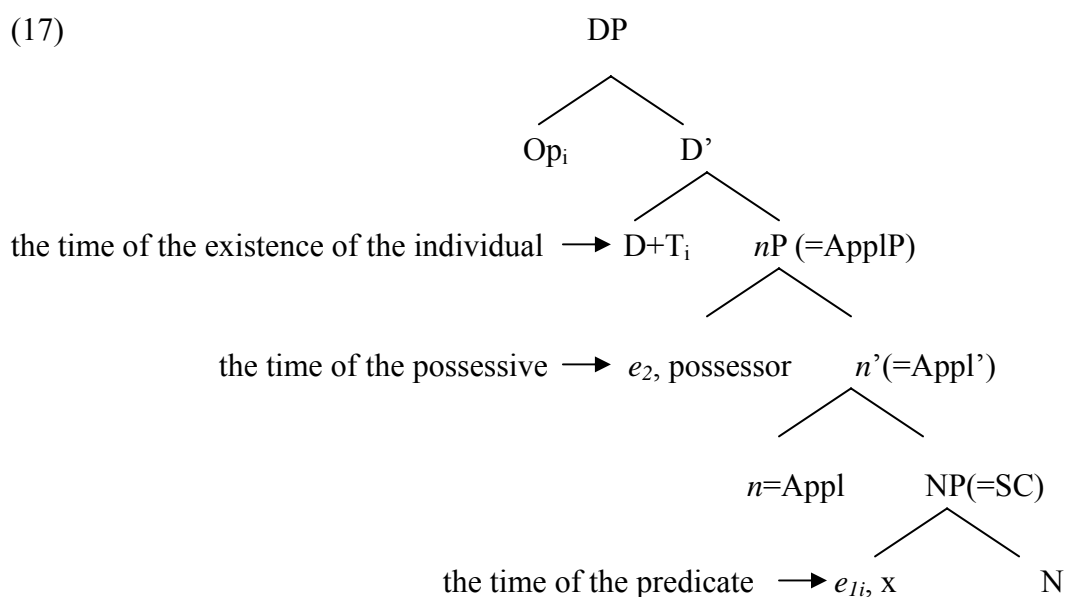 (17) DP
Opᵢ D’
the time of the existence of the individual → D+Tᵢ nP (=ApplP)
the time of the possessive → e₂, possessor n’(=Appl’)
n=Appl NP(=SC)
the time of the predicate → e₁ᵢ, x N